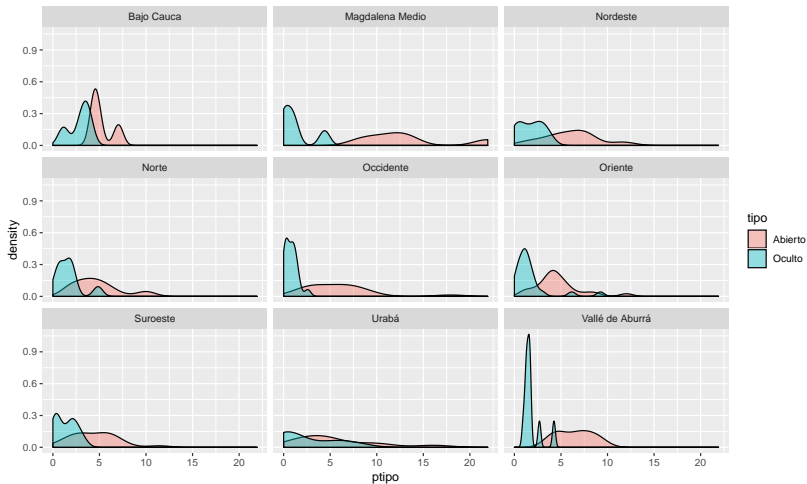 Bajo Cauca Magdalena Medio Nordeste
0.9
0.6
0.3
0.0
Norte Occidente Oriente
0.9
0.6
0.3
0.0
Suroeste Urabá Vallé de Aburrá
0.9
0.6
0.3
0.0
0 5 10 15 20 0 5 10 15 20 0 5 10 15 20
ptipo
density
tipo
Abierto
Oculto